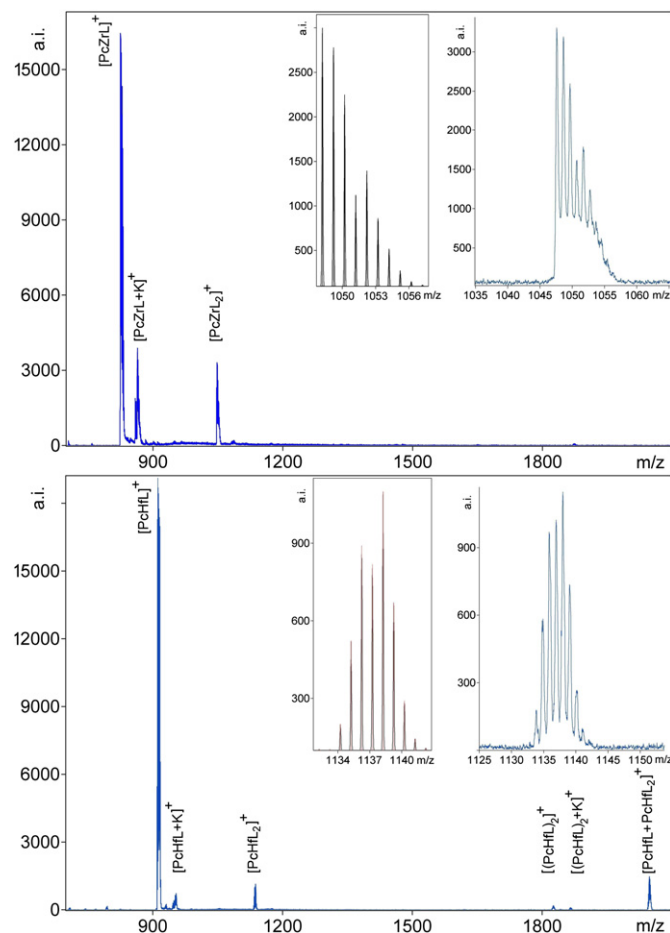 a.i.
15000
12000
9000
6000
3000
0
900
1200
1500
1800
m/z
[PcZrL]+
[PcZrL+K]+
[PcZrL2]+
2500
2000
1500
1000
500
1050
1053
1056
m/z
a.i.
3000
2500
2000
1500
1000
500
1035
1040
1045
1050
1055
1060
m/z
a.i.
15000
12000
9000
6000
3000
0
900
1200
1500
1800
m/z
[PcHfL]+
[PcHfL+K]+
[PcHfL2]+
[(PcHfL)2]+
[(PcHfL)2+K]+
[PcHfL+PcHfL2]+
a.i.
900
600
300
1134
1137
1140
m/z
a.i.
900
600
300
1125
1130
1135
1140
1145
1150
m/z